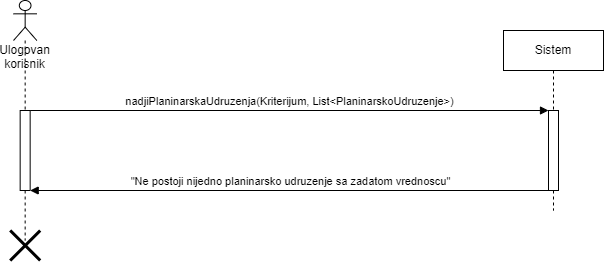 Ulogovan
korisnik
Sistem
nadjiPlaninarskaUdruzenja(Kriterijum, List<PlaninarskoUdruzenje>)
"Ne postoji nijedno planinarsko udruzenje sa zadatom vrednoscu"